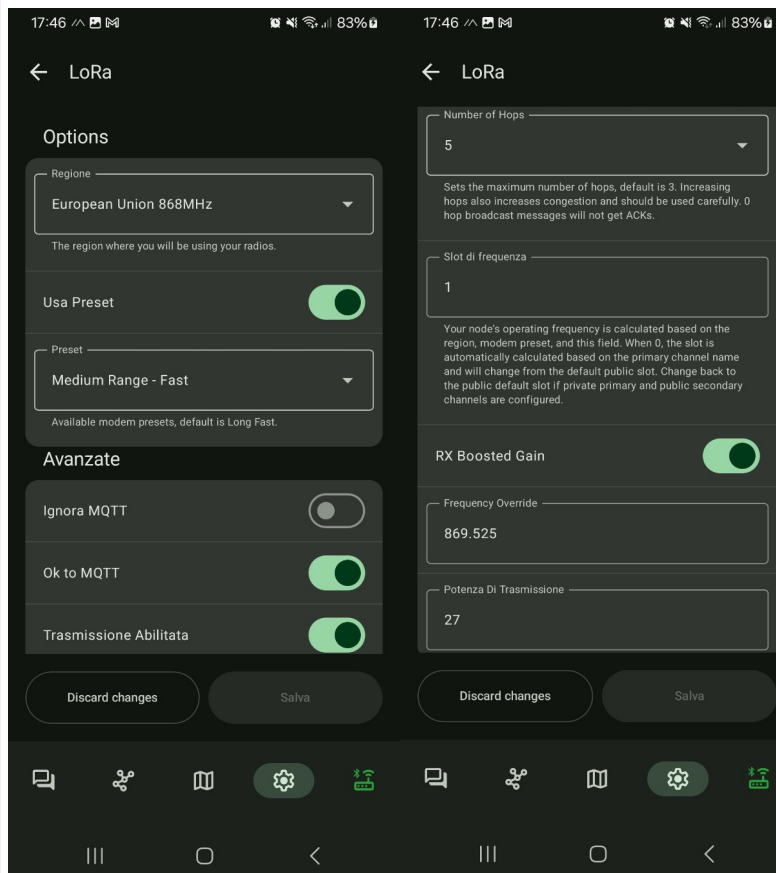 17:46
83%
LoRa
Options
Regione
European Union 868MHz
The region where you will be using your radios.
Usa Preset
Preset
Medium Range - Fast
Available modem presets, default is Long Fast.
Avanzate
Ignora MQTT
Ok to MQTT
Trasmissione Abilitata
Discard changes
Salva
17:46
83%
LoRa
Number of Hops
5
Sets the maximum number of hops, default is 3. Increasing
hops also increases congestion and should be used carefully. 0
hop broadcast messages will not get ACKs.
Slot di frequenza
1
Your node's operating frequency is calculated based on the
region, modem preset, and this field. When 0, the slot is
automatically calculated based on the primary channel name
and will change from the default public slot. Change back to
the public default slot if private primary and public secondary
channels are configured.
RX Boosted Gain
Frequency Override
869.525
Potenza Di Trasmissione
27
Discard changes
Salva